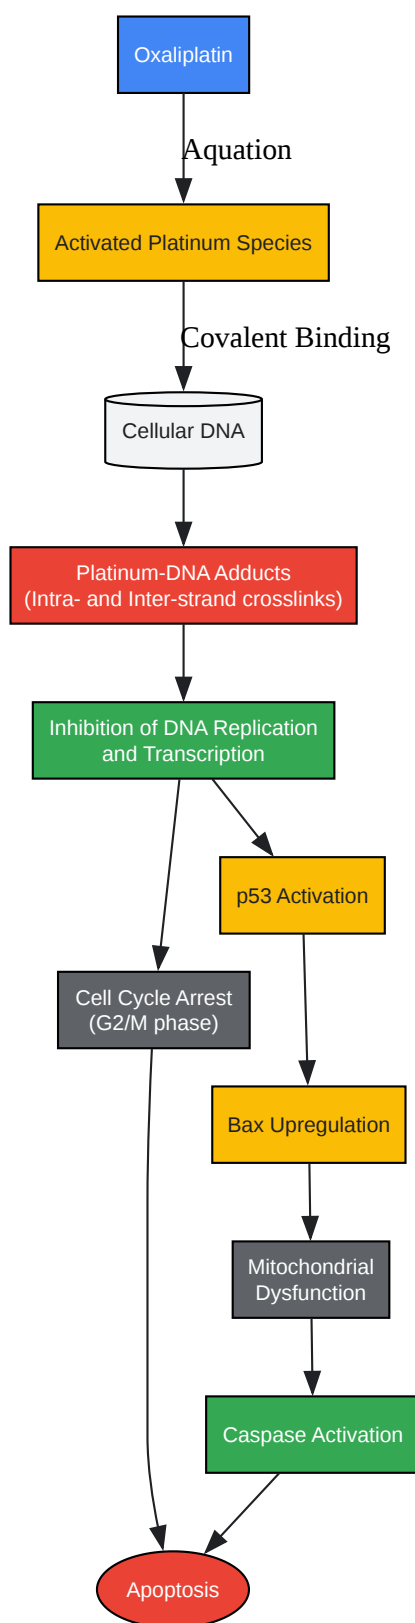 Oxaliplatin
Aquation
Activated Platinum Species
Covalent Binding
Cellular DNA
Platinum-DNA Adducts
(Intra- and Inter-strand crosslinks)
Inhibition of DNA Replication
and Transcription
p53 Activation
Cell Cycle Arrest
(G2/M phase)
Bax Upregulation
Mitochondrial
Dysfunction
Caspase Activation
Apoptosis